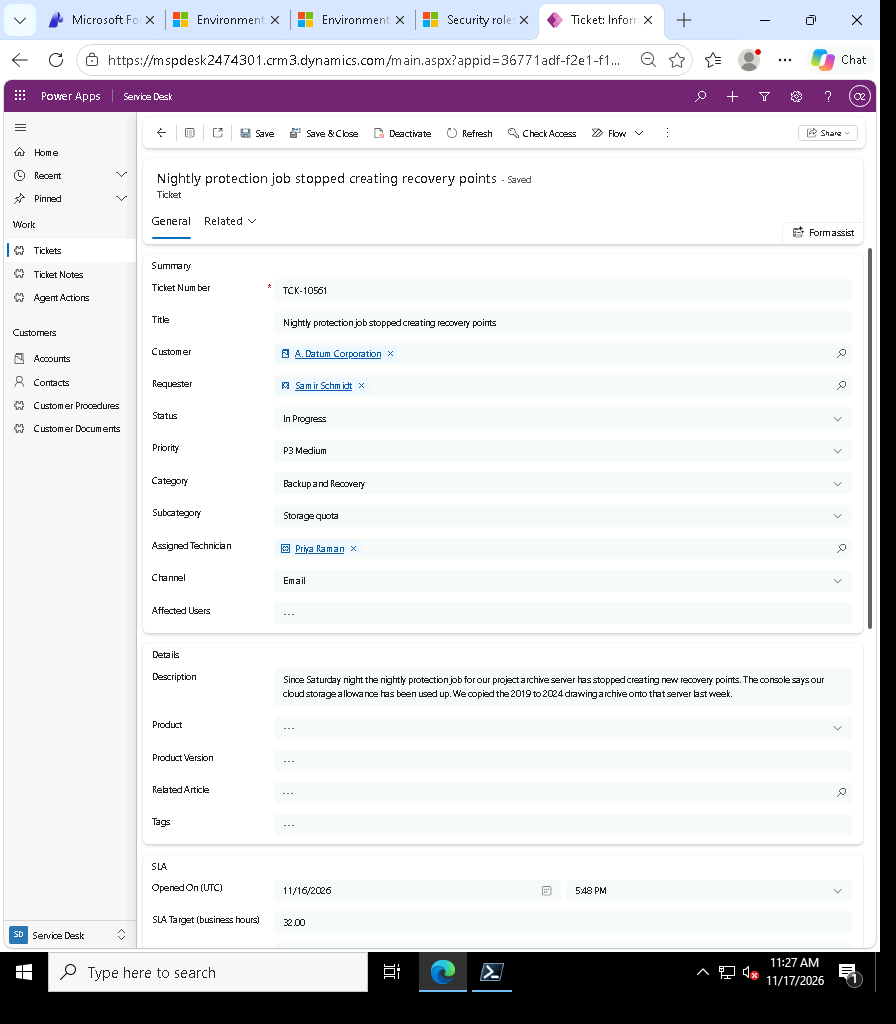 Microsoft Fo
Environment
Environment
Security role
Ticket: Inform
https://mspdesk2474301.crm3.dynamics.com/main.aspx?appid=36771adf-f2e1-f1...
Chat
Power Apps
Service Desk
Save
Save & Close
Deactivate
Refresh
Check Access
Flow
Share
Home
Recent
Pinned
Work
Tickets
Ticket Notes
Agent Actions
Customers
Accounts
Contacts
Customer Procedures
Customer Documents
Nightly protection job stopped creating recovery points - Saved
Ticket
General
Related
Form assist
Summary
Ticket Number * TCK-10561
Title Nightly protection job stopped creating recovery points
Customer A. Datum Corporation
Requester Samir Schmidt
Status In Progress
Priority P3 Medium
Category Backup and Recovery
Subcategory Storage quota
Assigned Technician Priya Raman
Channel Email
Affected Users ---
Details
Description Since Saturday night the nightly protection job for our project archive server has stopped creating new recovery points. The console says our
cloud storage allowance has been used up. We copied the 2019 to 2024 drawing archive onto that server last week.
Product ---
Product Version ---
Related Article ---
Tags ---
SLA
Opened On (UTC) 11/16/2026 5:48 PM
SLA Target (business hours) 32.00
SD Service Desk
Type here to search
11:27 AM
11/17/2026
1